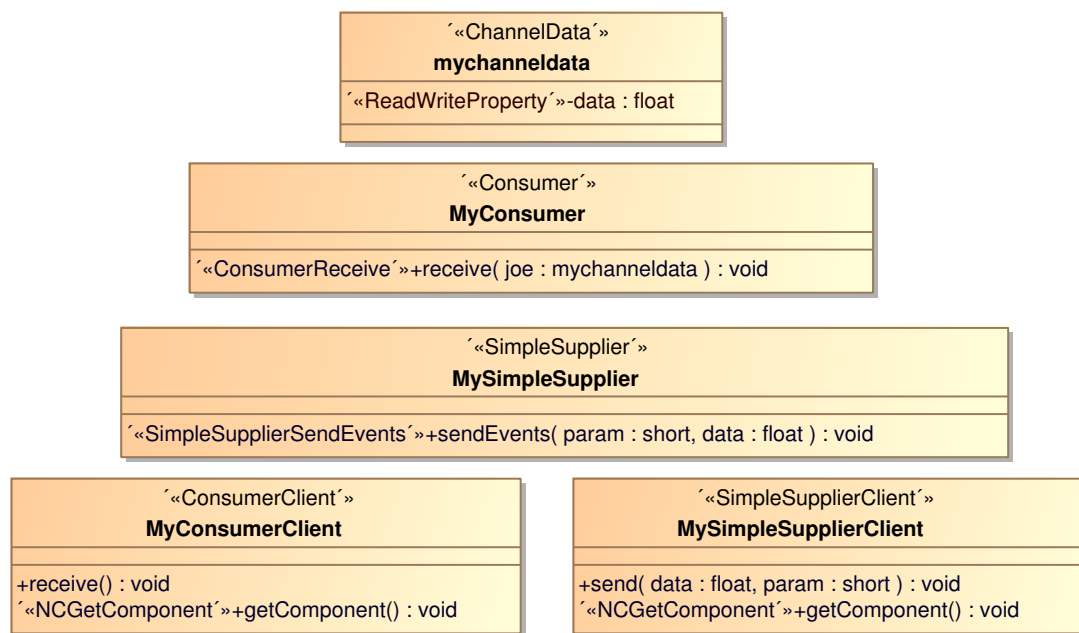 ´«ChannelData´»
mychanneldata
´«ReadWriteProperty´»-data : float
´«Consumer´»
MyConsumer
´«ConsumerReceive´»+receive( joe : mychanneldata ) : void
´«SimpleSupplier´»
MySimpleSupplier
´«SimpleSupplierSendEvents´»+sendEvents( param : short, data : float ) : void
´«ConsumerClient´»
MyConsumerClient
+receive() : void
´«NCGetComponent´»+getComponent() : void
´«SimpleSupplierClient´»
MySimpleSupplierClient
+send( data : float, param : short ) : void
´«NCGetComponent´»+getComponent() : void